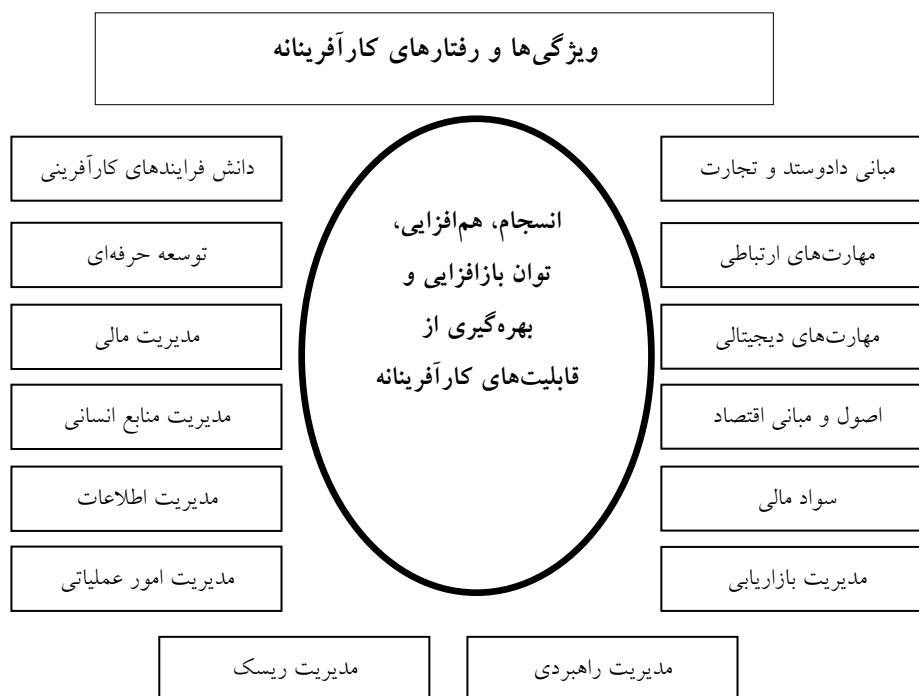 ویژگی‌ها و رفتارهای کارآفرینانه
مبانی دادوستد و تجارت
مهارت‌های ارتباطی
مهارت‌های دیجیتالی
اصول و مبانی اقتصاد
سواد مالی
مدیریت بازاریابی
انسجام، هم‌افزایی،
توان بازافزایی و
بهره‌گیری از
قابلیت‌های کارآفرینانه
دانش فرایندهای کارآفرینی
توسعه حرفه‌ای
مدیریت مالی
مدیریت منابع انسانی
مدیریت اطلاعات
مدیریت امور عملیاتی
مدیریت راهبردی
مدیریت ریسک